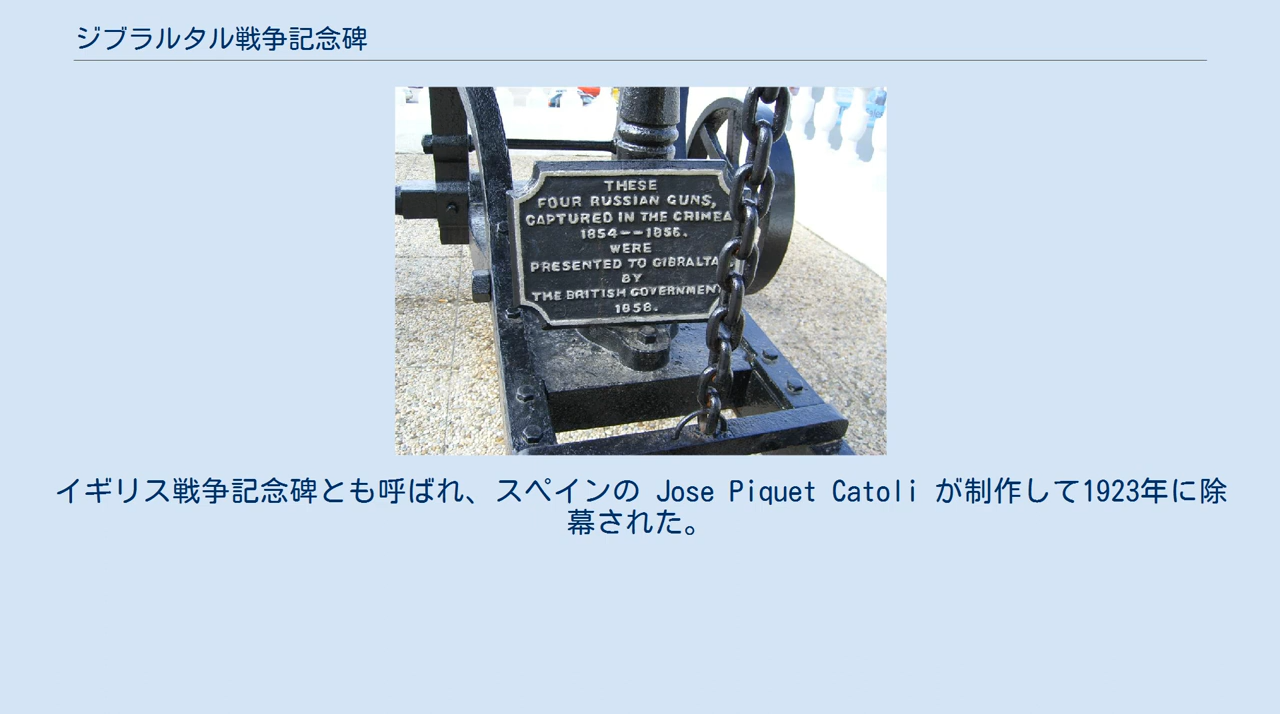 ジブラルタル戦争記念碑
THESE
FOUR RUSSIAN GUNS,
CAPTURED IN THE CRIMEA
1854--1856.
WERE
PRESENTED TO
BY
THE BRITISH GOVERNMENT
1858.
イギリス戦争記念碑とも呼ばれ、スペインの Jose Piquet Catoli が制作して1923年に除
幕された。